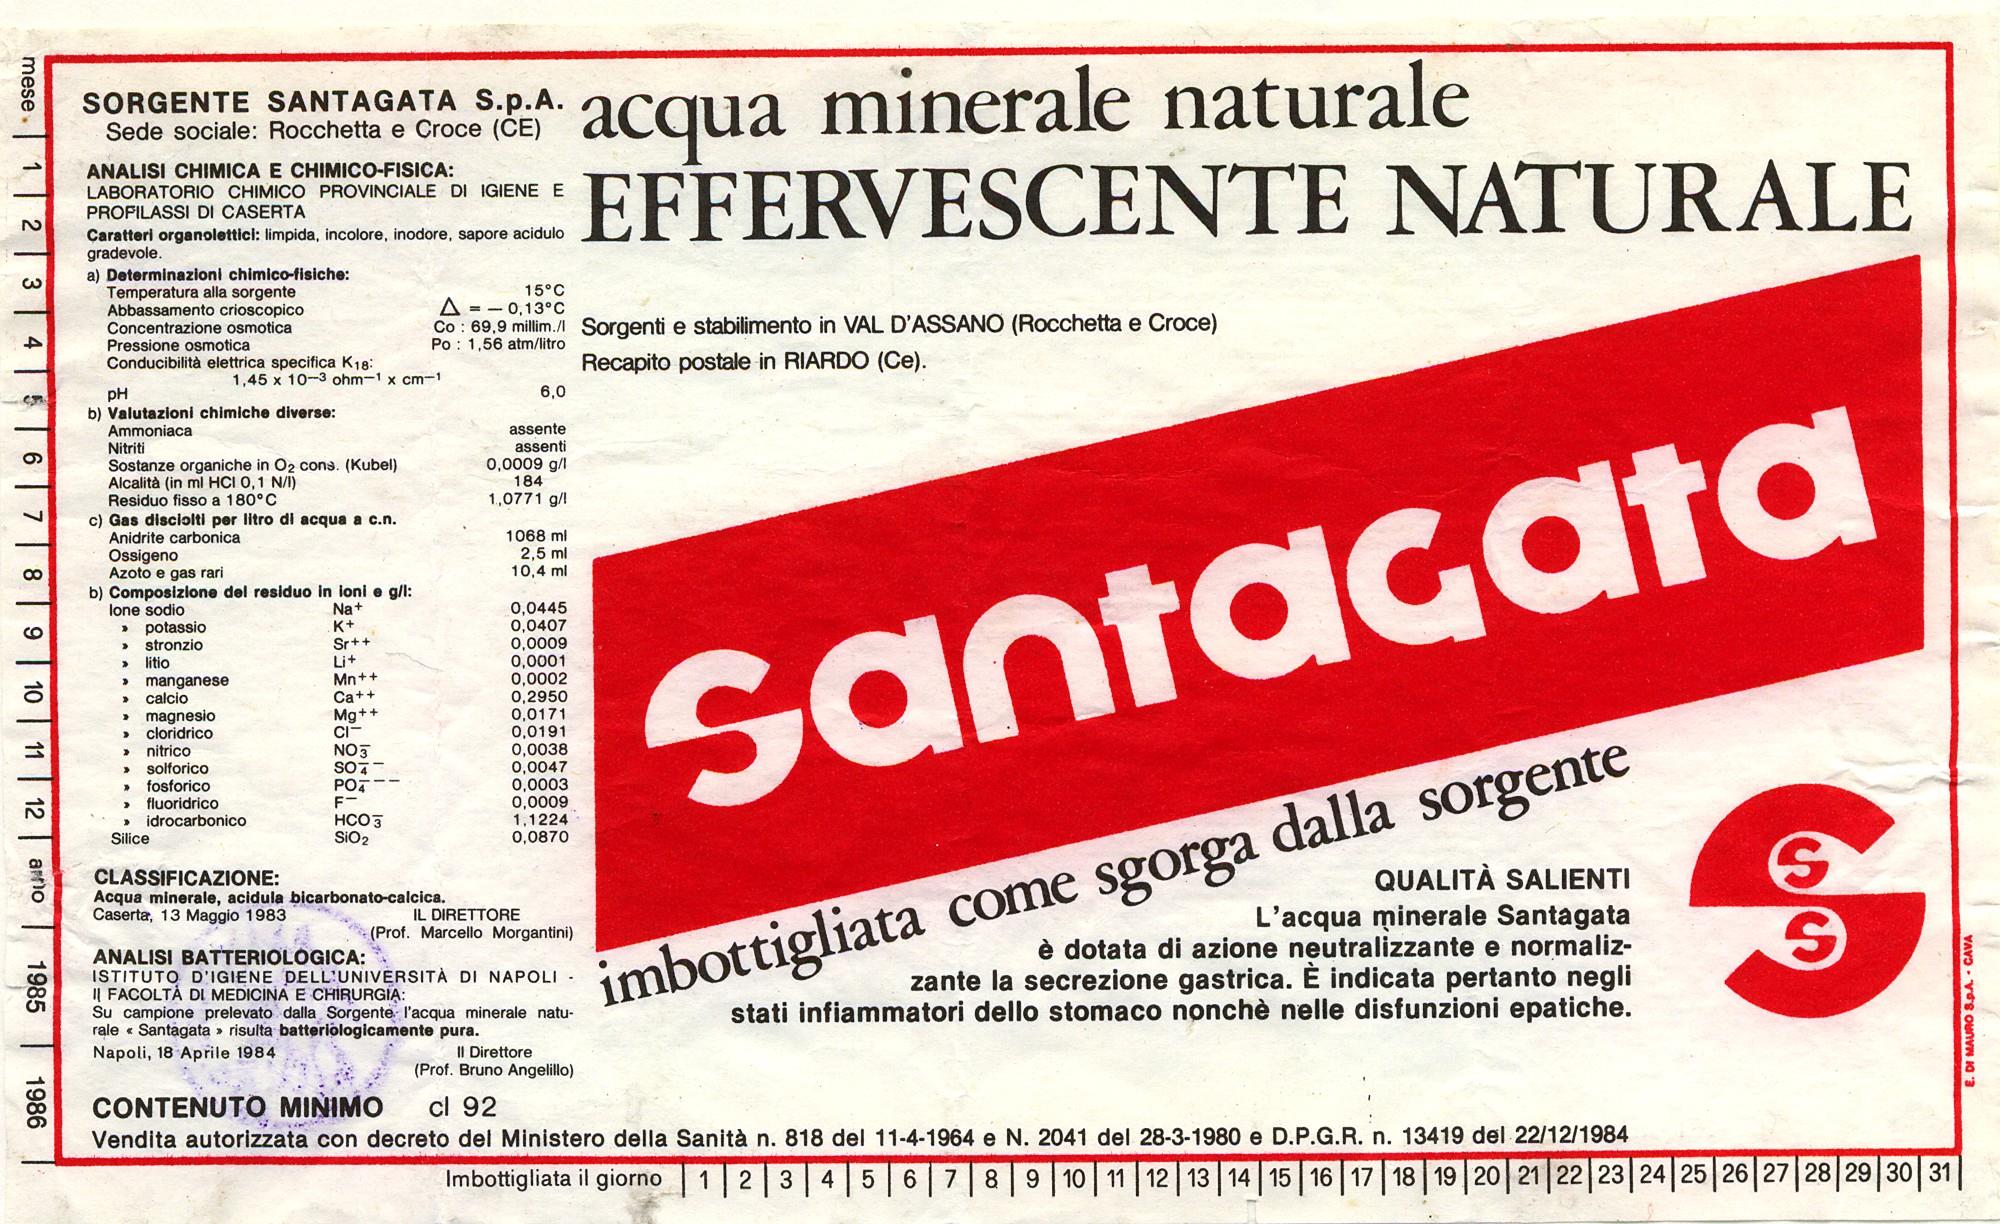 mese 1 2 3 4 5 6 7 8 9 10 11 12 anno 1985 1986
SORGENTE SANTAGATA S.p.A.
Sede sociale: Rocchetta e Croce (CE)
ANALISI CHIMICA E CHIMICO-FISICA:
LABORATORIO CHIMICO PROVINCIALE DI IGIENE E
PROFILASSI DI CASERTA
Caratteri organolettici: limpida, incolore, inodore, sapore acidulo
gradevole.
a) Determinazioni chimico-fisiche:
Temperatura alla sorgente 15°C
Abbassamento crioscopico Δ = — 0,13°C
Concentrazione osmotica Co : 69,9 millim./l
Pressione osmotica Po : 1,56 atm/litro
Conducibilità elettrica specifica K₁₈:
1,45 x 10⁻³ ohm⁻¹ x cm⁻¹
pH 6,0
b) Valutazioni chimiche diverse:
Ammoniaca assente
Nitriti assenti
Sostanze organiche in O₂ cons. (Kubel) 0,0009 g/l
Alcalità (in ml HCl 0,1 N/l) 184
Residuo fisso a 180°C 1,0771 g/l
c) Gas disciolti per litro di acqua a c.n.
Anidrite carbonica 1068 ml
Ossigeno 2,5 ml
Azoto e gas rari 10,4 ml
b) Composizione del residuo in ioni e g/l:
Ione sodio Na⁺ 0,0445
» potassio K⁺ 0,0407
» stronzio Sr⁺⁺ 0,0009
» litio Li⁺ 0,0001
» manganese Mn⁺⁺ 0,0002
» calcio Ca⁺⁺ 0,2950
» magnesio Mg⁺⁺ 0,0171
» cloridrico Cl⁻ 0,0191
» nitrico NO₃⁻ 0,0038
» solforico SO₄⁻⁻ 0,0047
» fosforico PO₄⁻⁻⁻ 0,0003
» fluoridrico F⁻ 0,0009
» idrocarbonico HCO₃⁻ 1,1224
Silice SiO₂ 0,0870
CLASSIFICAZIONE:
Acqua minerale, acidula bicarbonato-calcica.
Caserta, 13 Maggio 1983 IL DIRETTORE
(Prof. Marcello Morgantini)
ANALISI BATTERIOLOGICA:
ISTITUTO D'IGIENE DELL'UNIVERSITÀ DI NAPOLI -
II FACOLTÀ DI MEDICINA E CHIRURGIA:
Su campione prelevato dalla Sorgente l'acqua minerale natu-
rale « Santagata » risulta batteriologicamente pura.
Napoli, 18 Aprile 1984 Il Direttore
(Prof. Bruno Angelillo)
CONTENUTO MINIMO cl 92
Vendita autorizzata con decreto del Ministero della Sanità n. 818 del 11-4-1964 e N. 2041 del 28-3-1980 e D.P.G.R. n. 13419 del 22/12/1984
acqua minerale naturale
EFFERVESCENTE NATURALE
Sorgenti e stabilimento in VAL D'ASSANO (Rocchetta e Croce)
Recapito postale in RIARDO (Ce).
santagata
imbottigliata come sgorga dalla sorgente
QUALITÀ SALIENTI
L'acqua minerale Santagata
è dotata di azione neutralizzante e normaliz-
zante la secrezione gastrica. È indicata pertanto negli
stati infiammatori dello stomaco nonchè nelle disfunzioni epatiche.
S
S
S
E. DI MAURO S.p.A. - CAVA
Imbottigliata il giorno 1 2 3 4 5 6 7 8 9 10 11 12 13 14 15 16 17 18 19 20 21 22 23 24 25 26 27 28 29 30 31